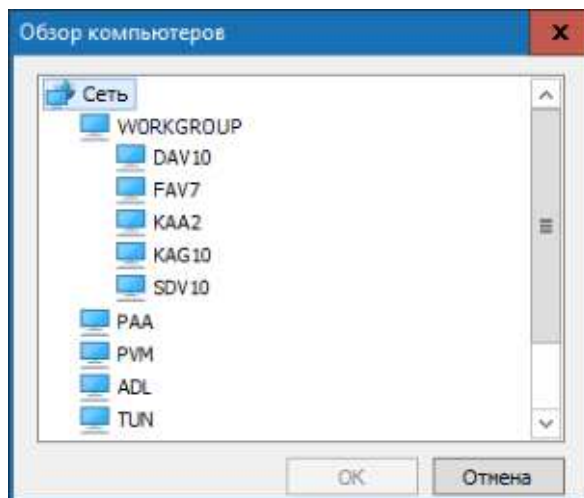 Обзор компьютеров
Сеть
WORKGROUP
DAV10
FAV7
KAA2
KAG10
SDV10
PAA
PVM
ADL
TUN
OK Отмена